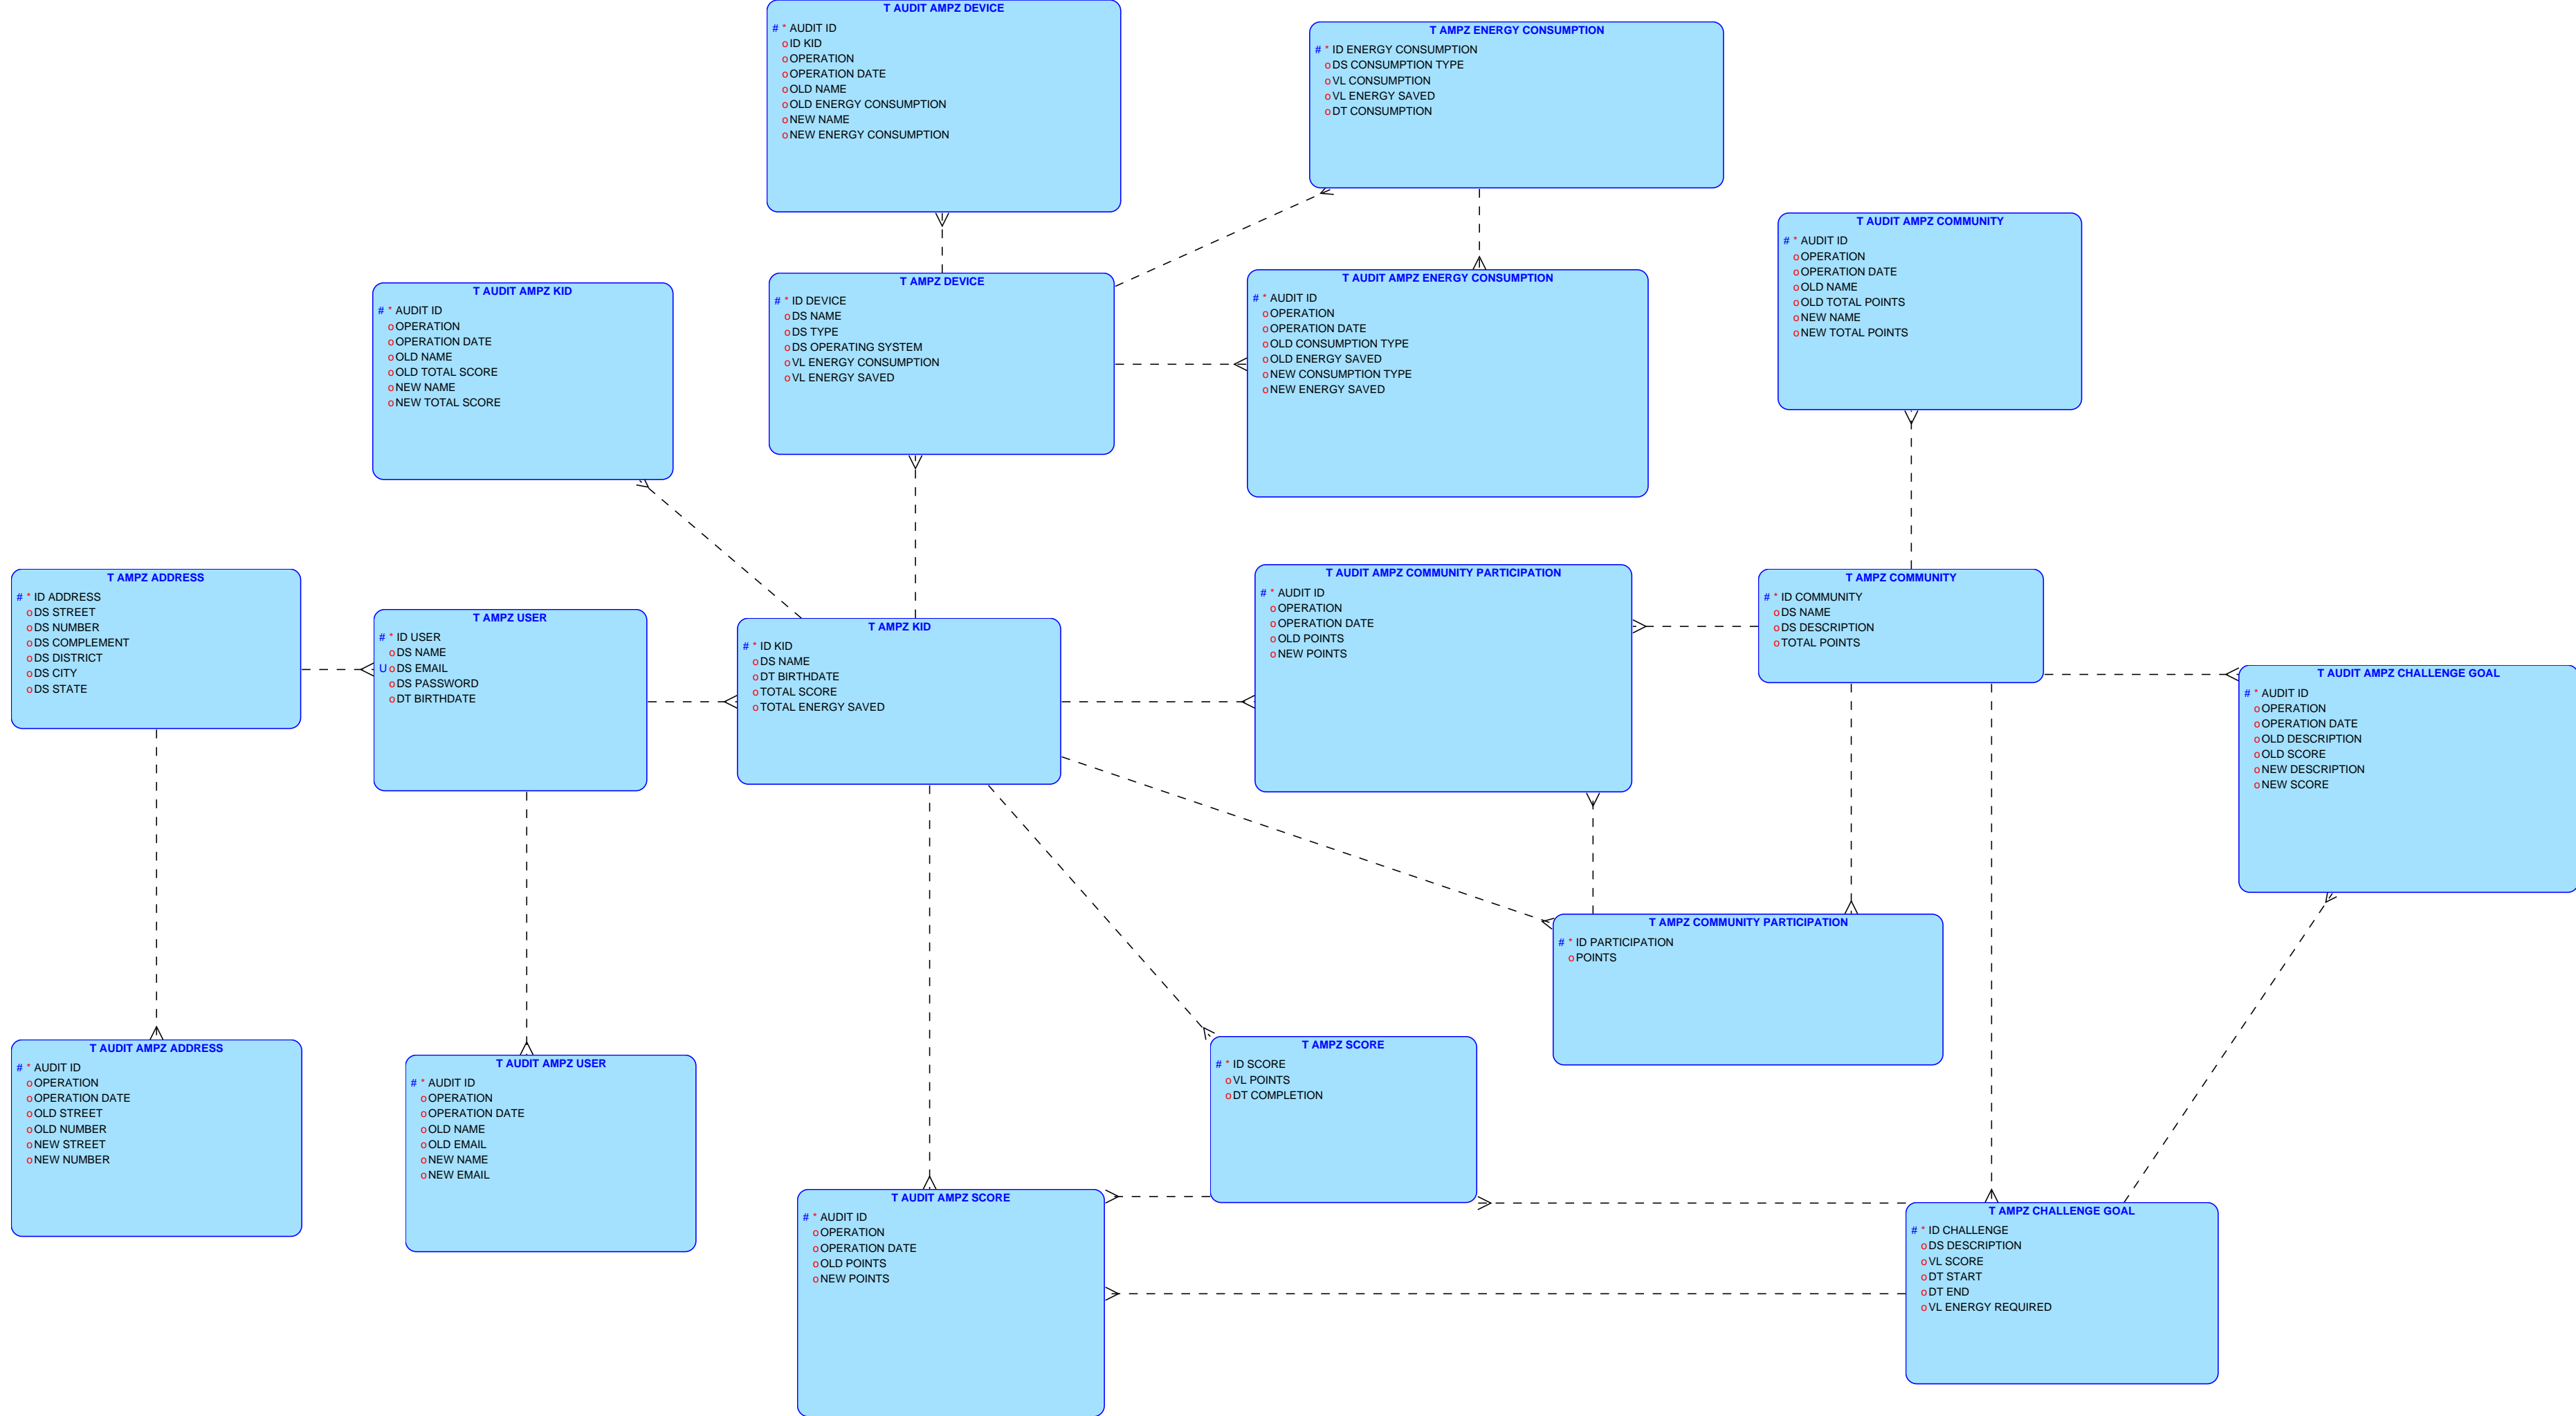 T AUDIT AMPZ DEVICE
# * AUDIT ID
o ID KID
o OPERATION
o OPERATION DATE
o OLD NAME
o OLD ENERGY CONSUMPTION
o NEW NAME
o NEW ENERGY CONSUMPTION
T AMPZ ENERGY CONSUMPTION
# * ID ENERGY CONSUMPTION
o DS CONSUMPTION TYPE
o VL CONSUMPTION
o VL ENERGY SAVED
o DT CONSUMPTION
T AUDIT AMPZ COMMUNITY
# * AUDIT ID
o OPERATION
o OPERATION DATE
o OLD NAME
o OLD TOTAL POINTS
o NEW NAME
o NEW TOTAL POINTS
T AUDIT AMPZ KID
# * AUDIT ID
o OPERATION
o OPERATION DATE
o OLD NAME
o OLD TOTAL SCORE
o NEW NAME
o NEW TOTAL SCORE
T AMPZ DEVICE
# * ID DEVICE
o DS NAME
o DS TYPE
o DS OPERATING SYSTEM
o VL ENERGY CONSUMPTION
o VL ENERGY SAVED
T AUDIT AMPZ ENERGY CONSUMPTION
# * AUDIT ID
o OPERATION
o OPERATION DATE
o OLD CONSUMPTION TYPE
o OLD ENERGY SAVED
o NEW CONSUMPTION TYPE
o NEW ENERGY SAVED
T AMPZ ADDRESS
# * ID ADDRESS
o DS STREET
o DS NUMBER
o DS COMPLEMENT
o DS DISTRICT
o DS CITY
o DS STATE
T AMPZ USER
# * ID USER
o DS NAME
U o DS EMAIL
o DS PASSWORD
o DT BIRTHDATE
T AMPZ KID
# * ID KID
o DS NAME
o DT BIRTHDATE
o TOTAL SCORE
o TOTAL ENERGY SAVED
T AUDIT AMPZ COMMUNITY PARTICIPATION
# * AUDIT ID
o OPERATION
o OPERATION DATE
o OLD POINTS
o NEW POINTS
T AMPZ COMMUNITY
# * ID COMMUNITY
o DS NAME
o DS DESCRIPTION
o TOTAL POINTS
T AUDIT AMPZ CHALLENGE GOAL
# * AUDIT ID
o OPERATION
o OPERATION DATE
o OLD DESCRIPTION
o OLD SCORE
o NEW DESCRIPTION
o NEW SCORE
T AMPZ COMMUNITY PARTICIPATION
# * ID PARTICIPATION
o POINTS
T AUDIT AMPZ ADDRESS
# * AUDIT ID
o OPERATION
o OPERATION DATE
o OLD STREET
o OLD NUMBER
o NEW STREET
o NEW NUMBER
T AUDIT AMPZ USER
# * AUDIT ID
o OPERATION
o OPERATION DATE
o OLD NAME
o OLD EMAIL
o NEW NAME
o NEW EMAIL
T AMPZ SCORE
# * ID SCORE
o VL POINTS
o DT COMPLETION
T AUDIT AMPZ SCORE
# * AUDIT ID
o OPERATION
o OPERATION DATE
o OLD POINTS
o NEW POINTS
T AMPZ CHALLENGE GOAL
# * ID CHALLENGE
o DS DESCRIPTION
o VL SCORE
o DT START
o DT END
o VL ENERGY REQUIRED